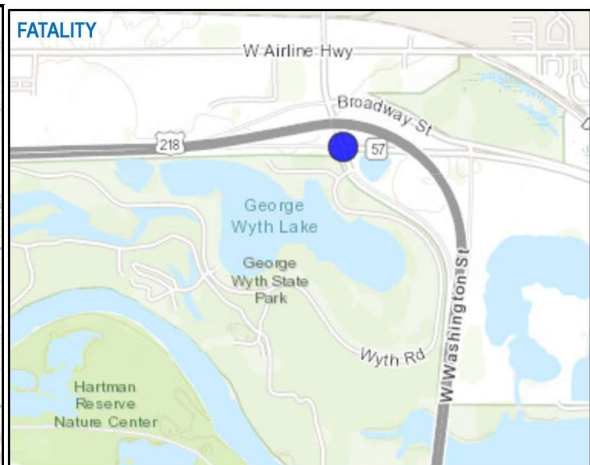 FATALITY
W Airline Hwy
Broadway St
218
57
George
Wyth Lake
George
Wyth State
Park
W Washington St
Wyth Rd
Hartman
Reserve
Nature Center